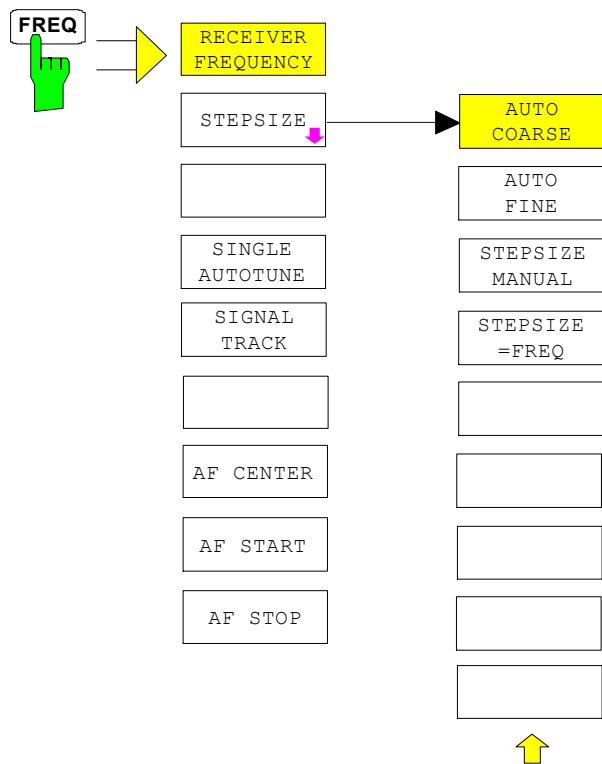 FREQ
RECEIVER
FREQUENCY
STEPSIZE
SINGLE
AUTOTUNE
SIGNAL
TRACK
AF CENTER
AF START
AF STOP
AUTO
COARSE
AUTO
FINE
STEPSIZE
MANUAL
STEPSIZE
=FREQ